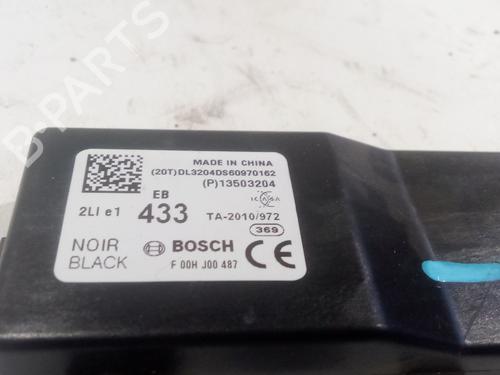 B-PARTS
MADE IN CHINA
(20T)DL3204DS60970162
(P)13503204
EB
2LI e1 433 TA-2010/972
ICASA
369
NOIR
BLACK
BOSCH
F 00H J00 487
CE